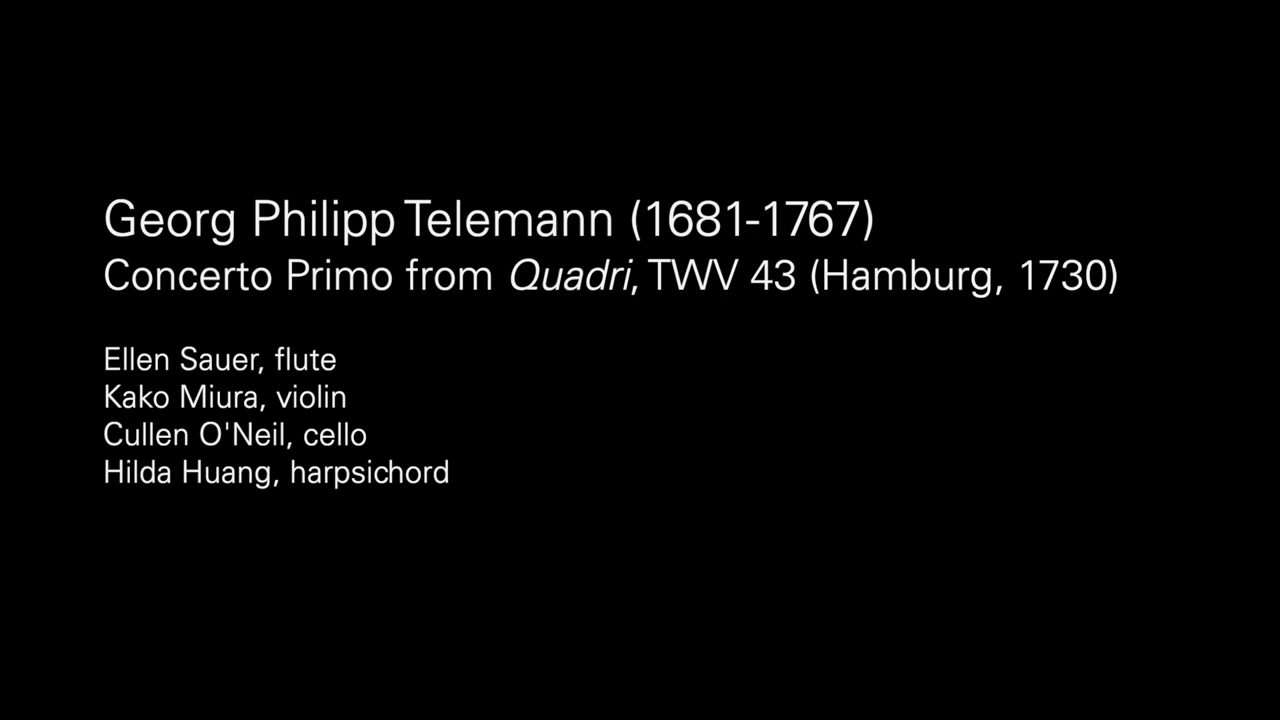 Georg Philipp Telemann (1681-1767)
Concerto Primo from Quadri, TWV 43 (Hamburg, 1730)
Ellen Sauer, flute
Kako Miura, violin
Cullen O'Neil, cello
Hilda Huang, harpsichord